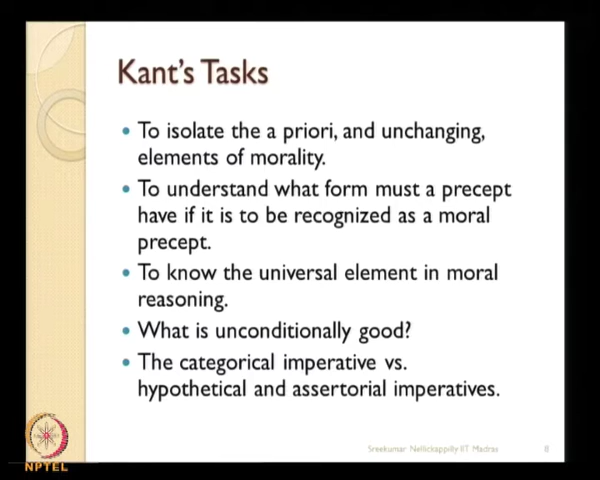 Kant's Tasks
• To isolate the a priori, and unchanging,
elements of morality.
• To understand what form must a precept
have if it is to be recognized as a moral
precept.
• To know the universal element in moral
reasoning.
• What is unconditionally good?
• The categorical imperative vs.
hypothetical and assertorial imperatives.
Sreekumar Nellickappilly IIT Madras 8
NPTEL